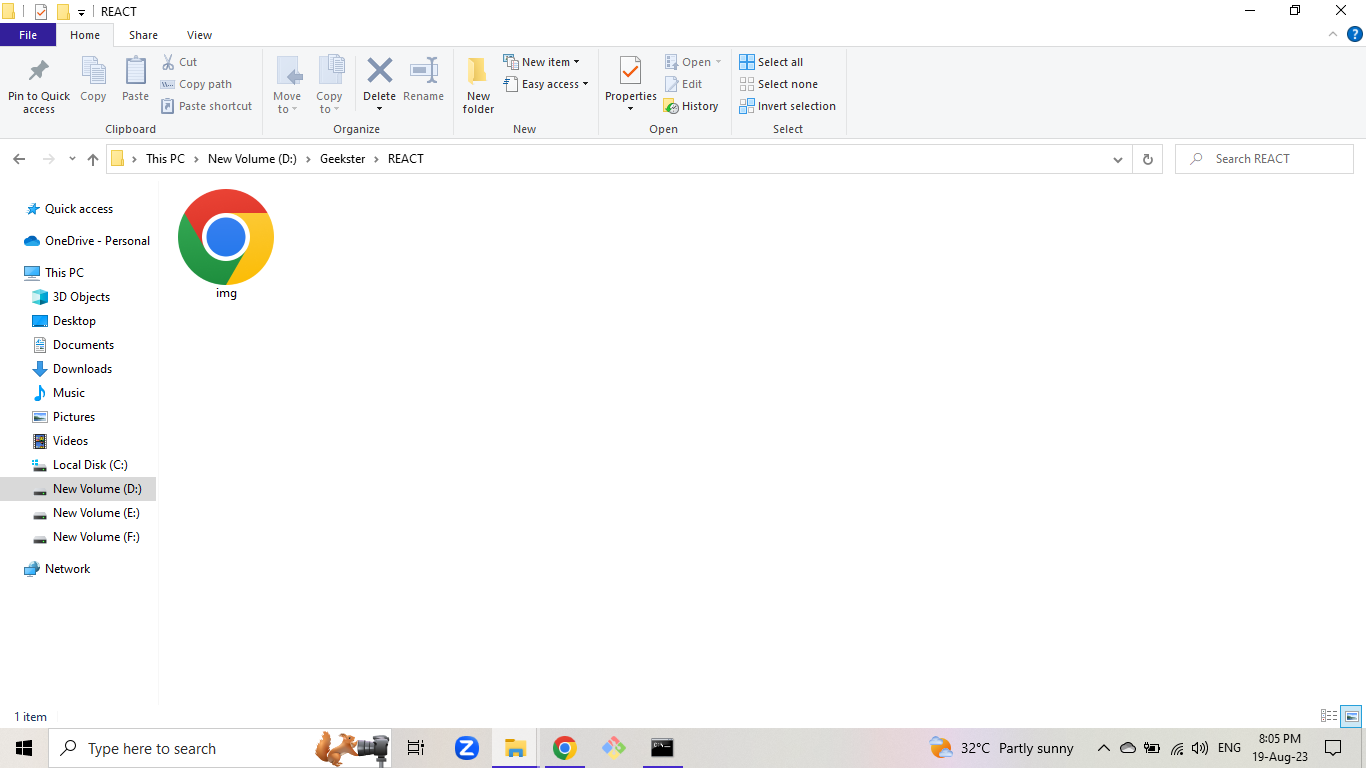 REACT
File Home Share View
Pin to Quick access
Copy
Paste
Cut
Copy path
Paste shortcut
Clipboard
Move to
Copy to
Delete
Rename
Organize
New folder
New item
Easy access
New
Properties
Open
Edit
History
Open
Select all
Select none
Invert selection
Select
This PC New Volume (D:) Geekster REACT
Search REACT
Quick access
OneDrive - Personal
This PC
3D Objects
Desktop
Documents
Downloads
Music
Pictures
Videos
Local Disk (C:)
New Volume (D:)
New Volume (E:)
New Volume (F:)
Network
img
1 item
Type here to search
32°C Partly sunny
ENG
8:05 PM
19-Aug-23